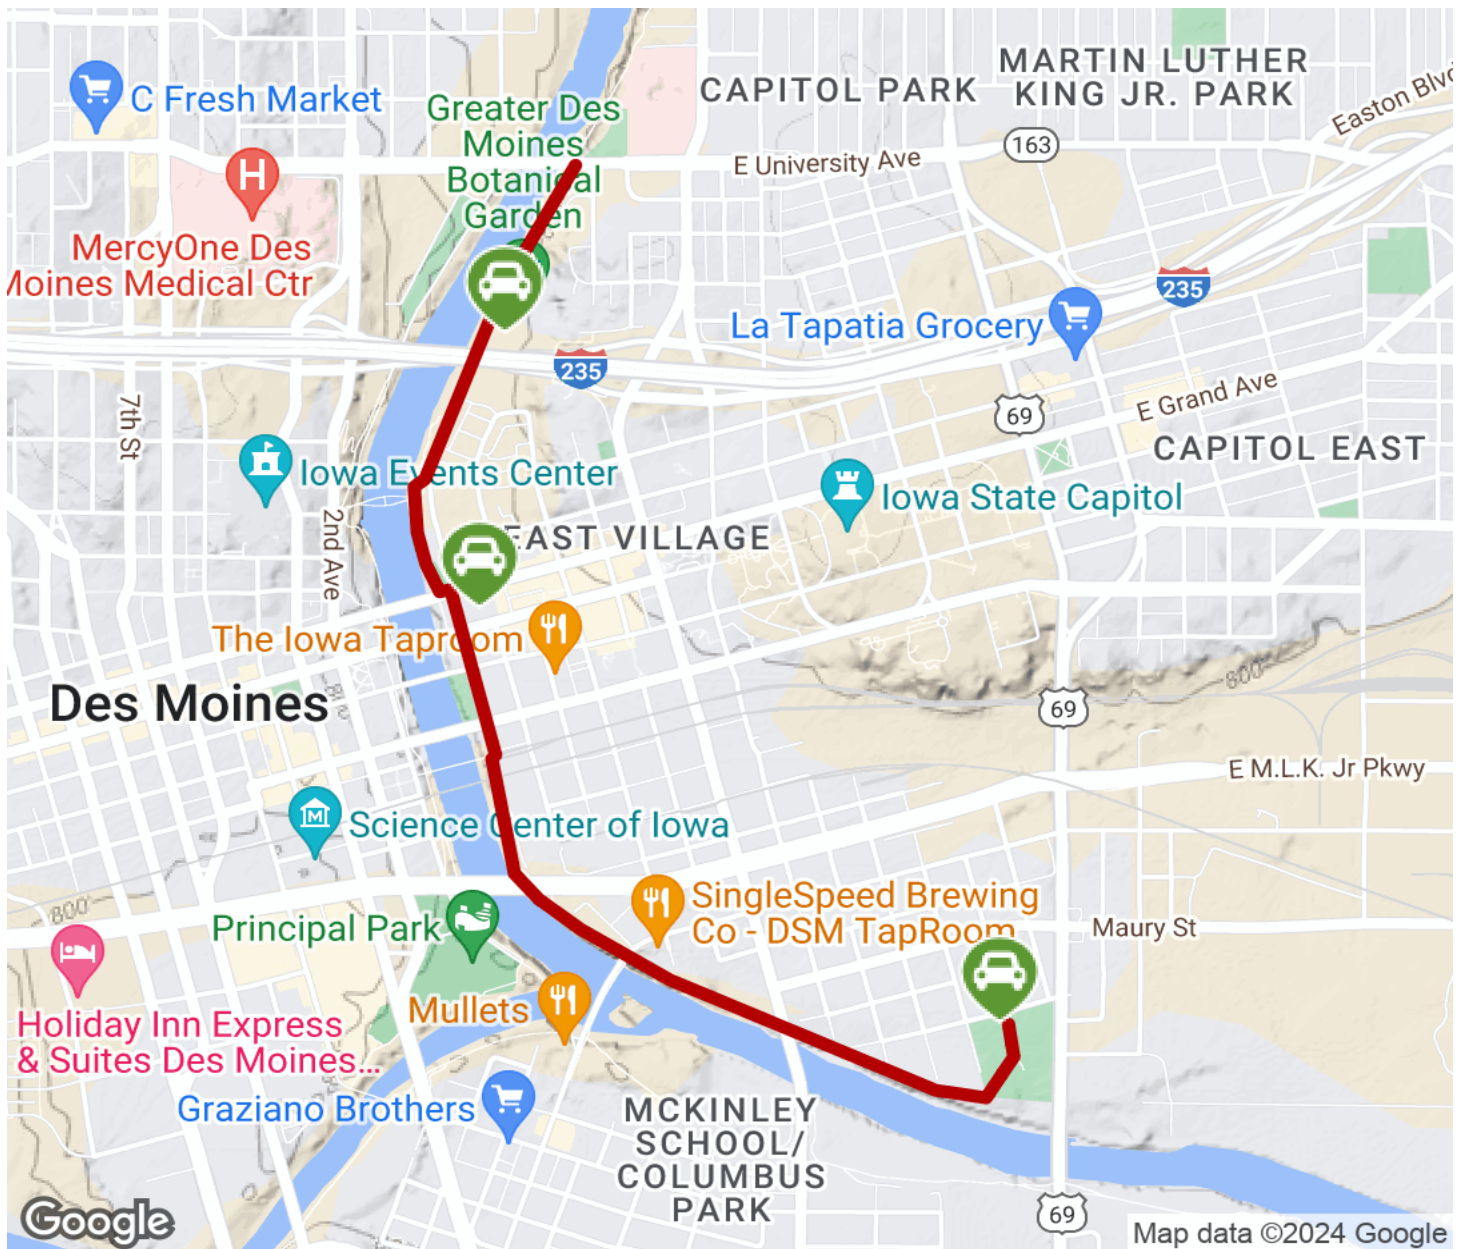 MARTIN LUTHER
KING JR. PARK
CAPITOL PARK
Easton Blvd
C Fresh Market
Greater Des
Moines
Botanical
Garden
163
E University Ave
H
MercyOne Des
Moines Medical Ctr
235
La Tapatia Grocery
235
69
E Grand Ave
7th St
CAPITOL EAST
Iowa Events Center
Iowa State Capitol
2nd Ave
EAST VILLAGE
The Iowa Taproom
Des Moines
800
69
E M.L.K. Jr Pkwy
M
Science Center of Iowa
800
Principal Park
SingleSpeed Brewing
Co - DSM TapRoom
Maury St
Mullets
Holiday Inn Express
& Suites Des Moines...
Graziano Brothers
MCKINLEY
SCHOOL/
COLUMBUS
PARK
69
Google
Map data ©2024 Google